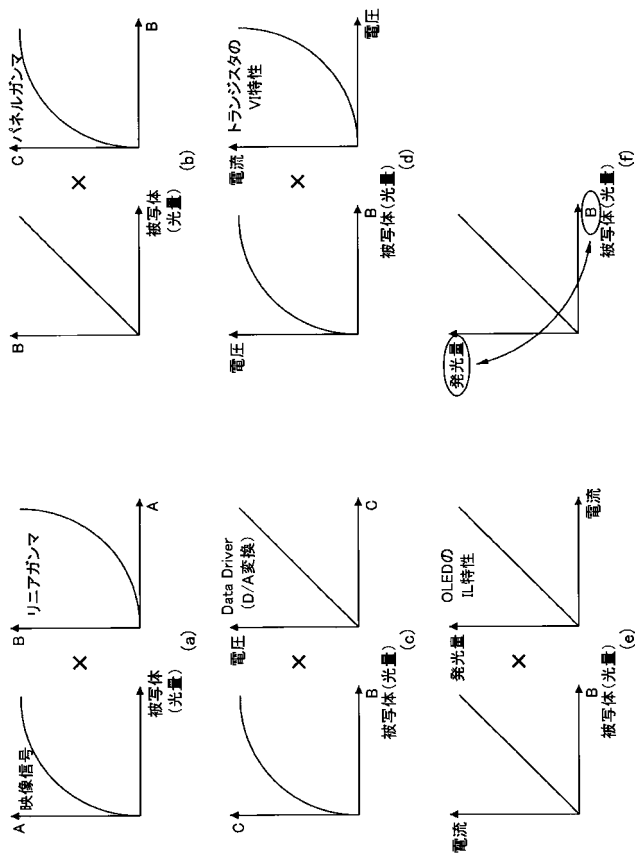 A
映像信号
被写体
(光量)
×
B
リニアガンマ
A
(a)
B
被写体
(光量)
×
C
パネルガンマ
B
(b)
C
B
被写体(光量)
×
電圧
Data Driver
(D/A変換)
C
(c)
電圧
B
被写体(光量)
×
電流
トランジスタの
VI特性
電圧
(d)
電流
B
被写体(光量)
×
発光量
OLEDの
IL特性
電流
(e)
発光量
B
被写体(光量)
(f)